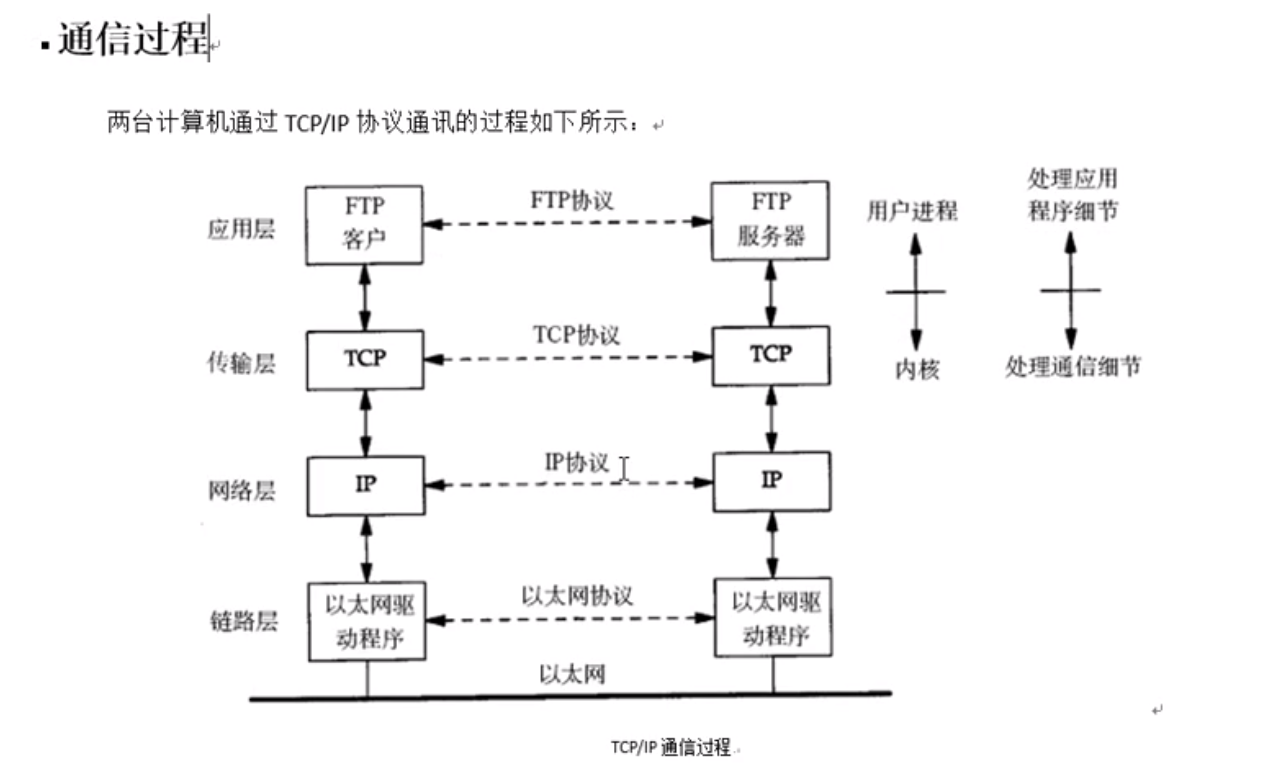 通信过程
两台计算机通过 TCP/IP 协议通讯的过程如下所示：
应用层
FTP
客户
FTP协议
FTP
服务器
用户进程
处理应用
程序细节
传输层
TCP
TCP协议
TCP
内核
处理通信细节
网络层
IP
IP协议
IP
链路层
以太网驱
动程序
以太网协议
以太网驱
动程序
以太网
TCP/IP 通信过程